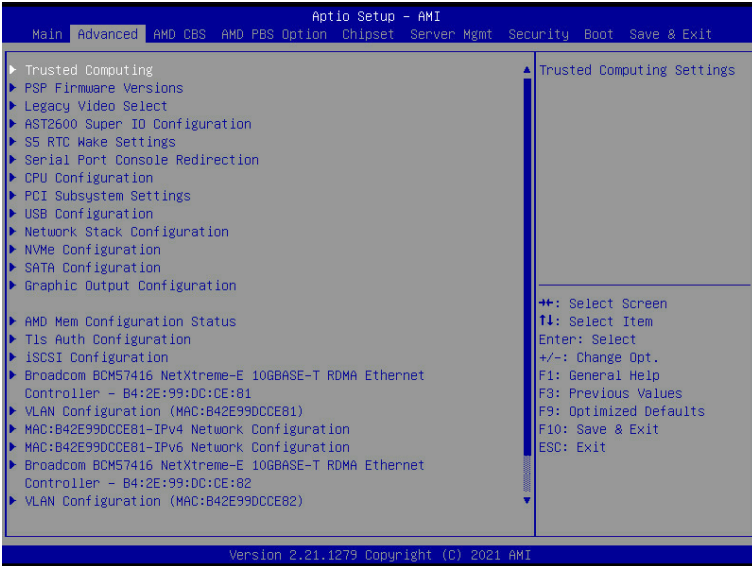 Aptio Setup – AMI
Main Advanced AMD CBS AMD PBS Option Chipset Server Mgmt Security Boot Save & Exit
Trusted Computing
PSP Firmware Versions
Legacy Video Select
AST2600 Super IO Configuration
S5 RTC Wake Settings
Serial Port Console Redirection
CPU Configuration
PCI Subsystem Settings
USB Configuration
Network Stack Configuration
NVMe Configuration
SATA Configuration
Graphic Output Configuration
AMD Mem Configuration Status
Tls Auth Configuration
iSCSI Configuration
Broadcom BCM57416 NetXtreme-E 10GBASE-T RDMA Ethernet
Controller – B4:2E:99:DC:CE:81
VLAN Configuration (MAC:B42E99DCCE81)
MAC:B42E99DCCE81-IPv4 Network Configuration
MAC:B42E99DCCE81-IPv6 Network Configuration
Broadcom BCM57416 NetXtreme-E 10GBASE-T RDMA Ethernet
Controller – B4:2E:99:DC:CE:82
VLAN Configuration (MAC:B42E99DCCE82)
Trusted Computing Settings
→←: Select Screen
↑↓: Select Item
Enter: Select
+/-: Change Opt.
F1: General Help
F3: Previous Values
F9: Optimized Defaults
F10: Save & Exit
ESC: Exit
Version 2.21.1279 Copyright (C) 2021 AMI